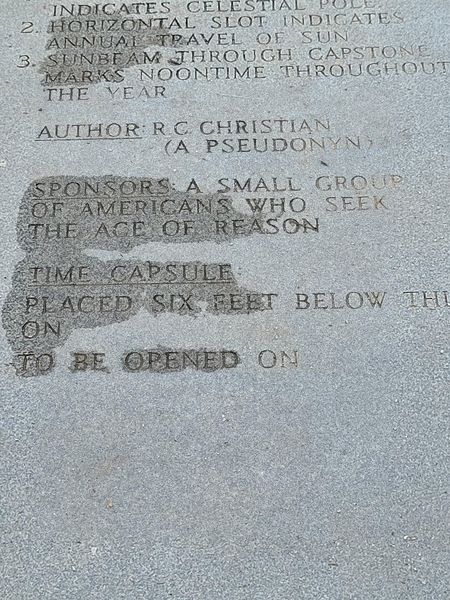 INDICATES CELESTIAL POLE
2. HORIZONTAL SLOT INDICATES
ANNUAL TRAVEL OF SUN
3. SUNBEAM THROUGH CAPSTONE
MARKS NOONTIME THROUGHOUT
THE YEAR
AUTHOR: R.C. CHRISTIAN
(A PSEUDONYN)
SPONSORS: A SMALL GROUP
OF AMERICANS WHO SEEK
THE AGE OF REASON
TIME CAPSULE:
PLACED SIX FEET BELOW THI
ON
TO BE OPENED ON